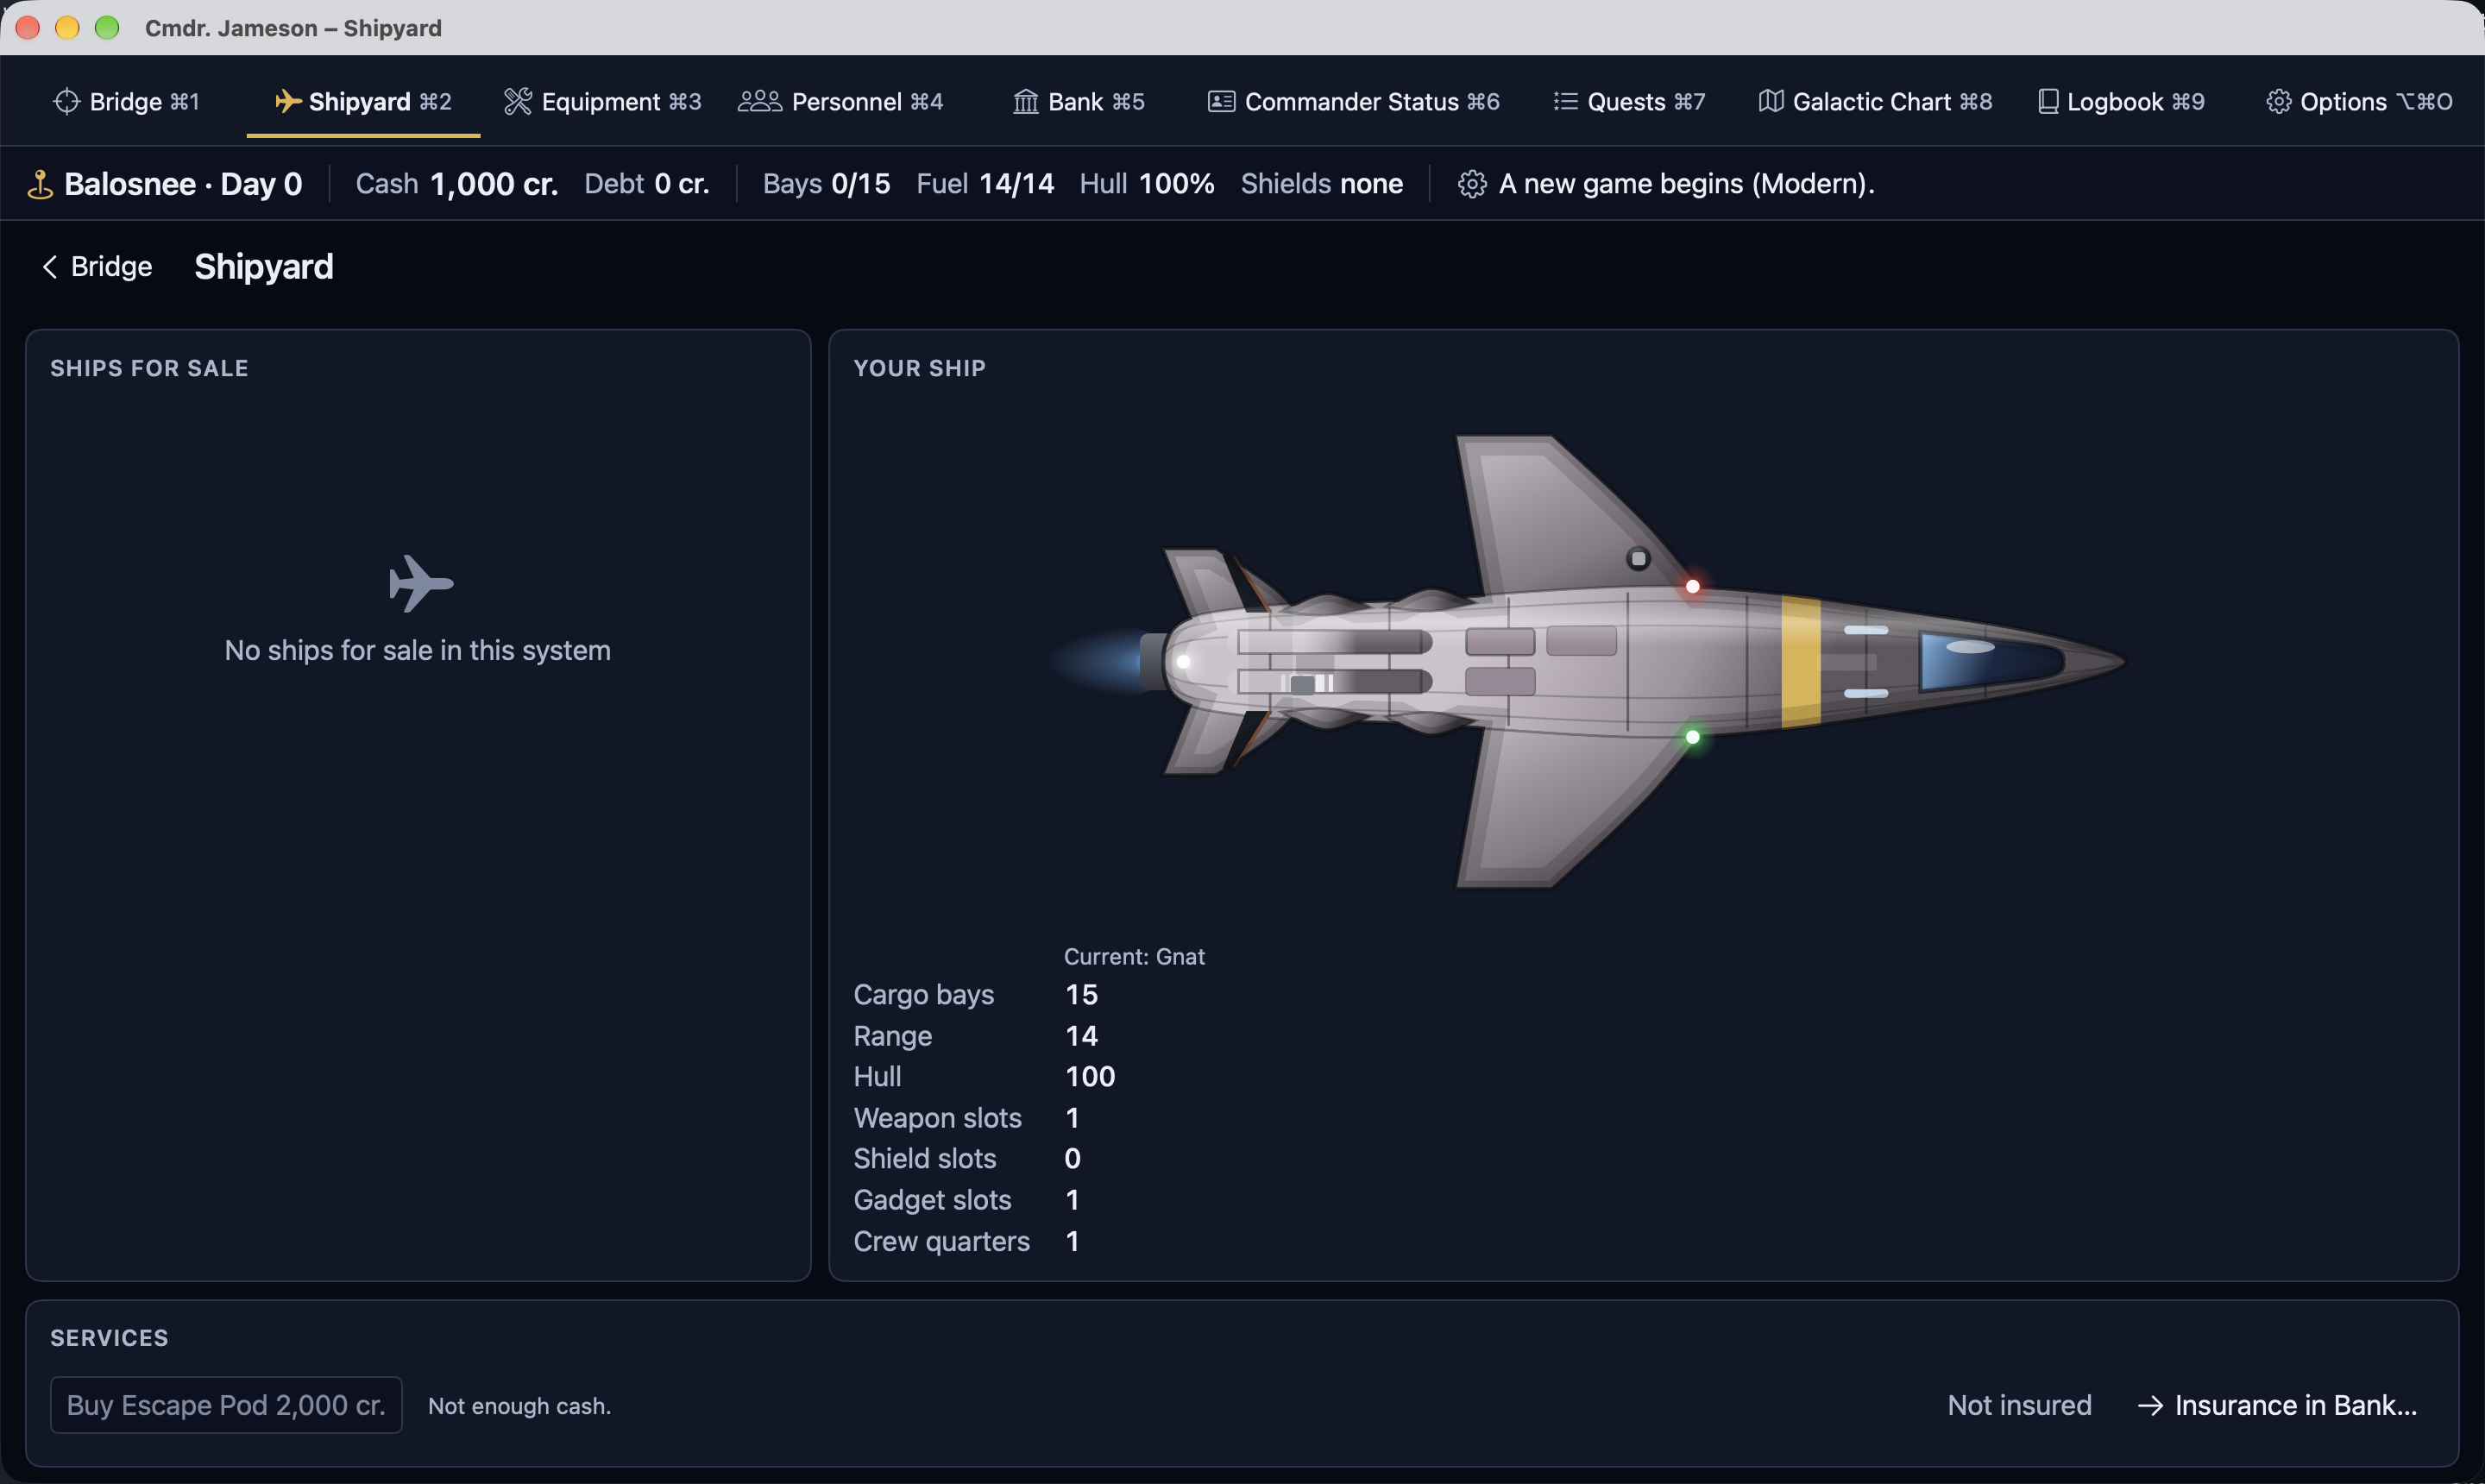 Cmdr. Jameson – Shipyard
Bridge ⌘1 Shipyard ⌘2 Equipment ⌘3 Personnel ⌘4 Bank ⌘5 Commander Status ⌘6 Quests ⌘7 Galactic Chart ⌘8 Logbook ⌘9 Options ⌥⌘O
Balosnee · Day 0 Cash 1,000 cr. Debt 0 cr. Bays 0/15 Fuel 14/14 Hull 100% Shields none A new game begins (Modern).
Bridge Shipyard
SHIPS FOR SALE
No ships for sale in this system
YOUR SHIP
Current: Gnat
Cargo bays 15
Range 14
Hull 100
Weapon slots 1
Shield slots 0
Gadget slots 1
Crew quarters 1
SERVICES
Buy Escape Pod 2,000 cr. Not enough cash. Not insured → Insurance in Bank...